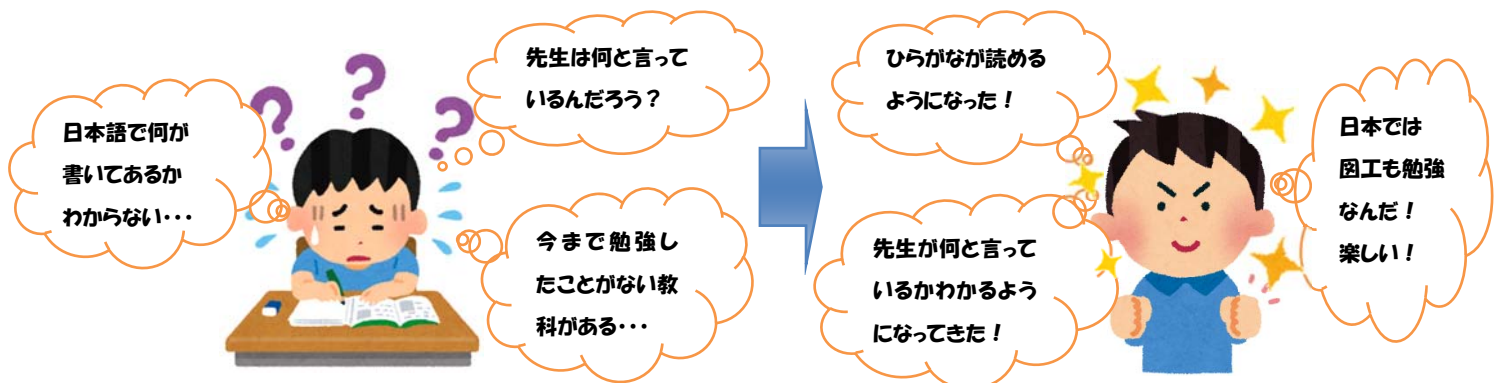 日本語で何が
書いてあるか
わからない・・・
先生は何と言って
いるんだろう？
今まで勉強し
たことがない教
科がある・・・
ひらがなが読める
ようになった！
先生が何と言って
いるかわかるよう
になってきた！
日本では
図工も勉強
なんだ！
楽しい！